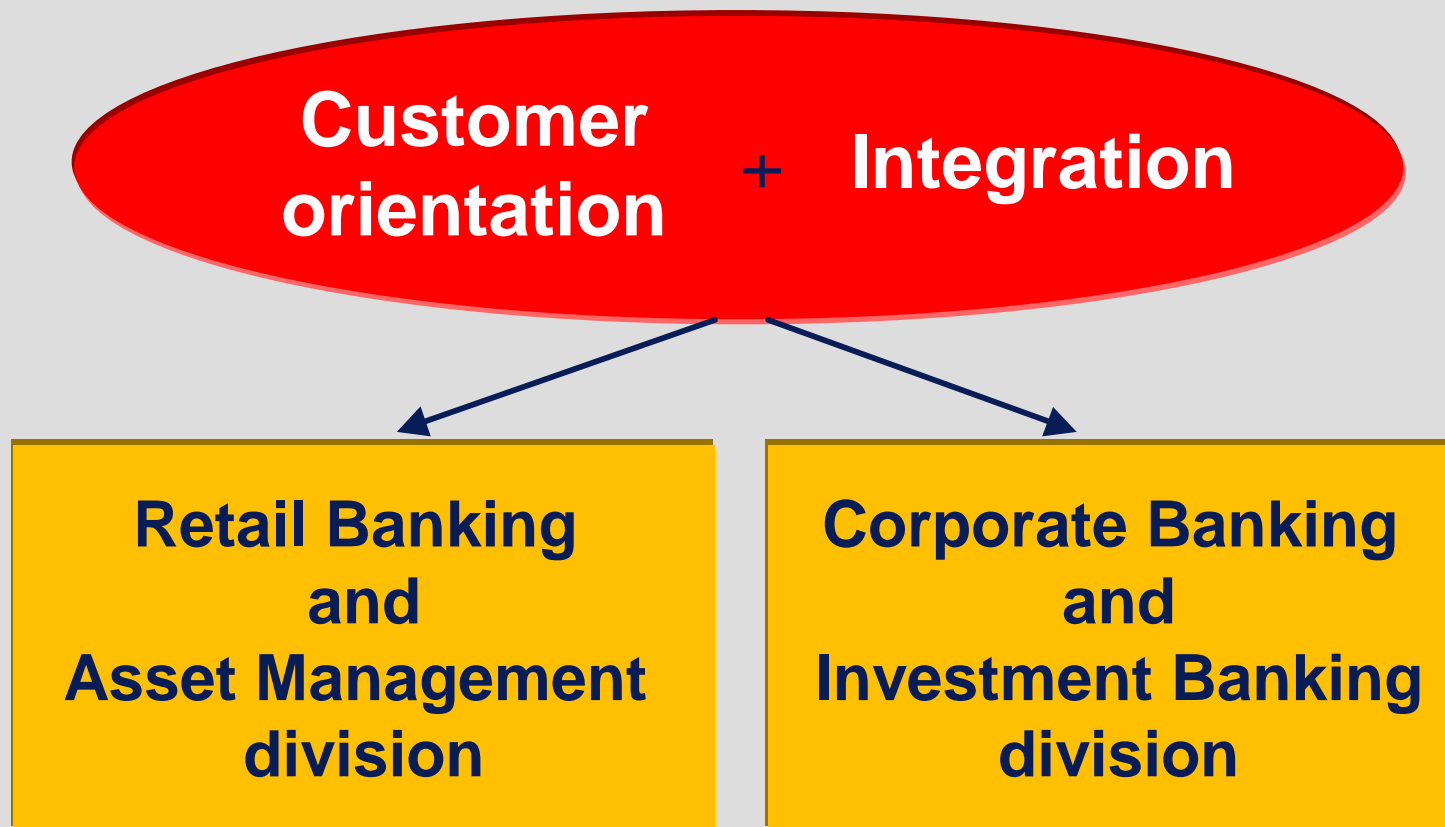 Customer
orientation
+
Integration
Retail Banking
and
Asset Management
division
Corporate Banking
and
Investment Banking
division